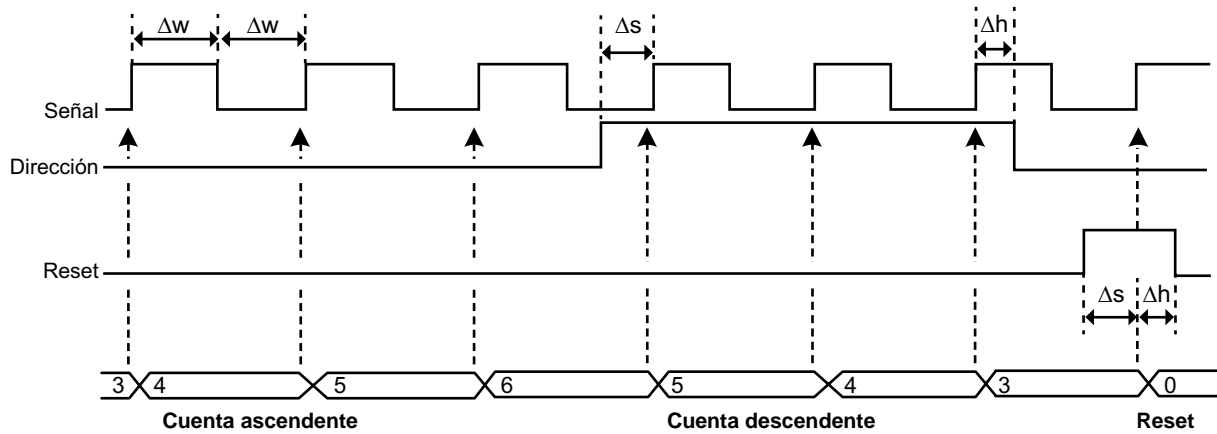 Δw Δw Δs Δh
Señal
Dirección
Reset
Δs Δh
3 4 5 6 5 4 3 0
Cuenta ascendente Cuenta descendente Reset